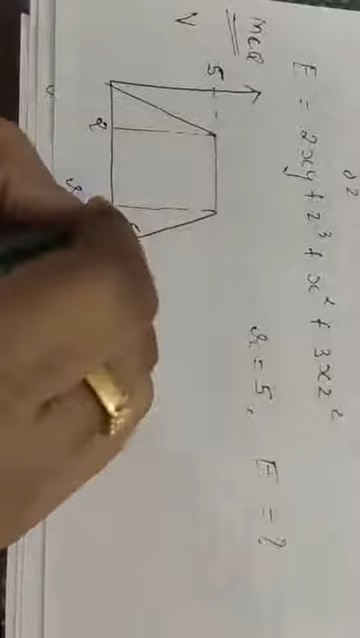 MCQ
V
E = 2xy + z³ + x² + 3xz²
5
2
r = 5, E = ?